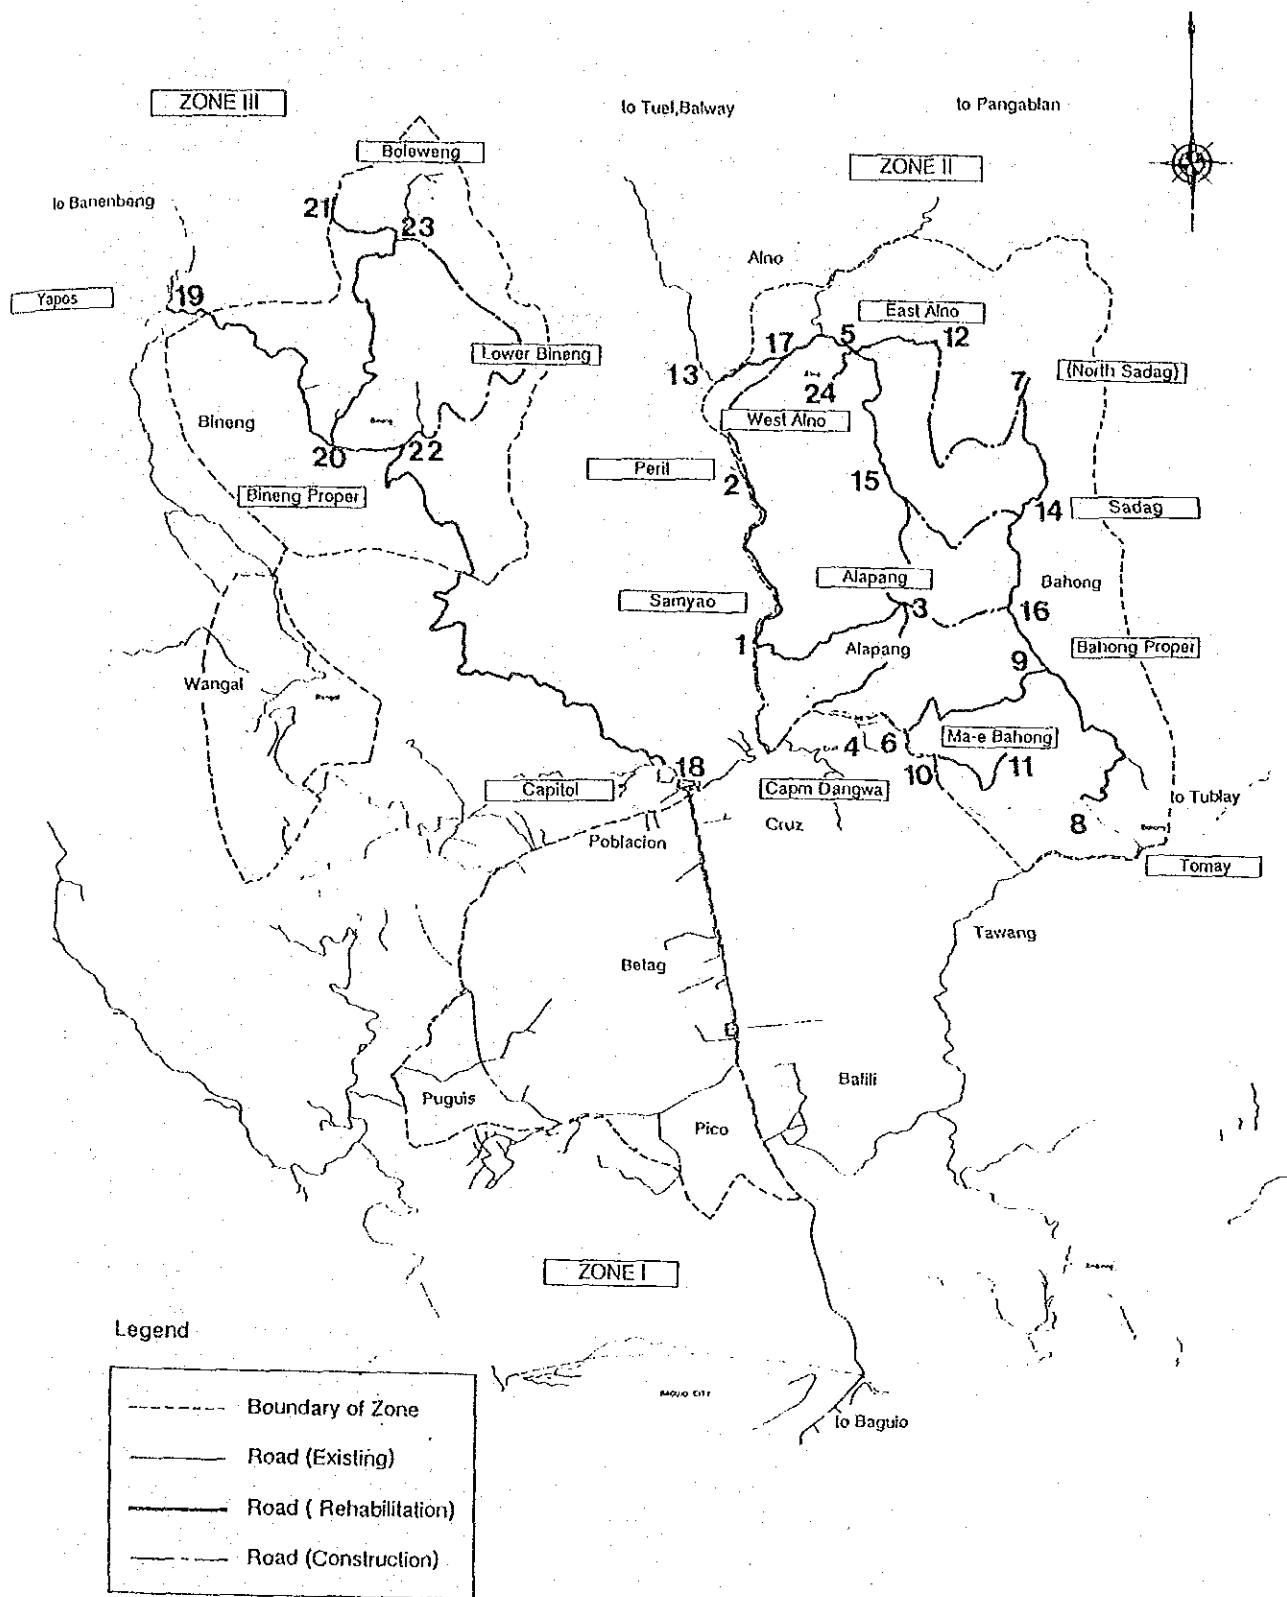 ZONE III
to Tuel,Balway
to Pangablan
Boleweng
ZONE II
to Banenbeng
21
23
Alno
Yapos
19
East Alno
17
5
12
Lower Bineng
13
24
7
(North Sadag)
West Alno
Bineng
20
22
Peril
2
15
Bineng Proper
14
Sadag
Alapang
Bahong
Samyao
3
16
1
Alapang
Bahong Proper
9
Wangal
4
6
Ma-e Bahong
18
10
11
Capitol
Capm Dangwa
to Tublay
Cruz
8
Poblacion
Tomay
Tawang
Betag
Balili
Puguis
Pico
ZONE I
Legend
BAGUIO CITY
to Baguio
Boundary of Zone
Road (Existing)
Road ( Rehabilitation)
Road (Construction)